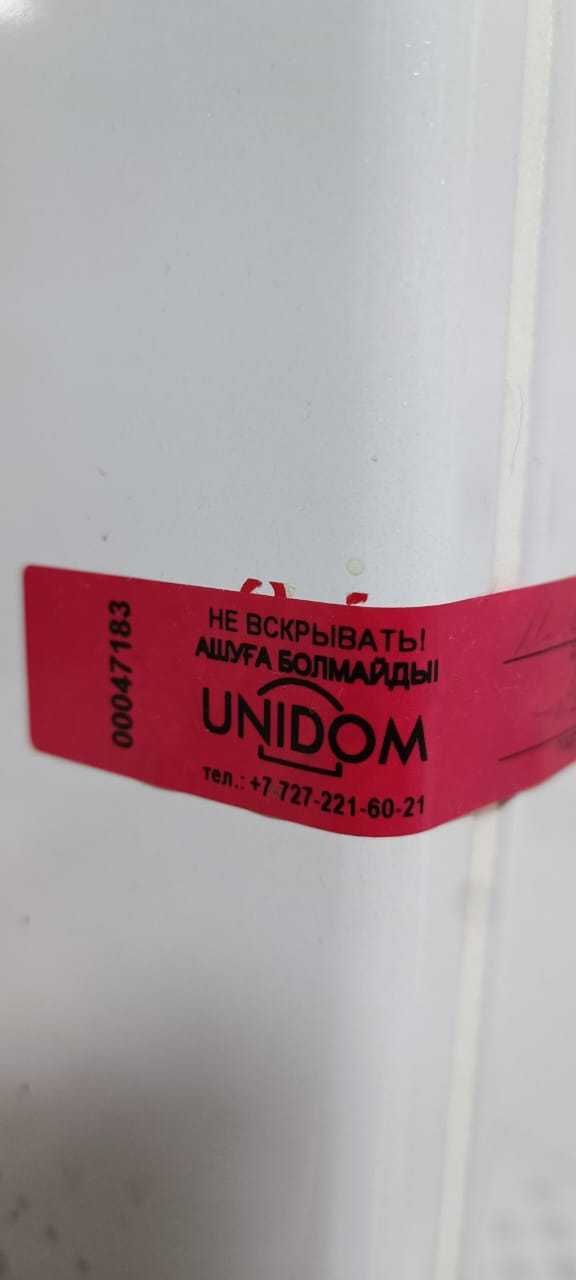 00047183
НЕ ВСКРЫВАТЬ!
АШУҒА БОЛМАЙДЫ!
UNIDOM
тел.: +7-727-221-60-21